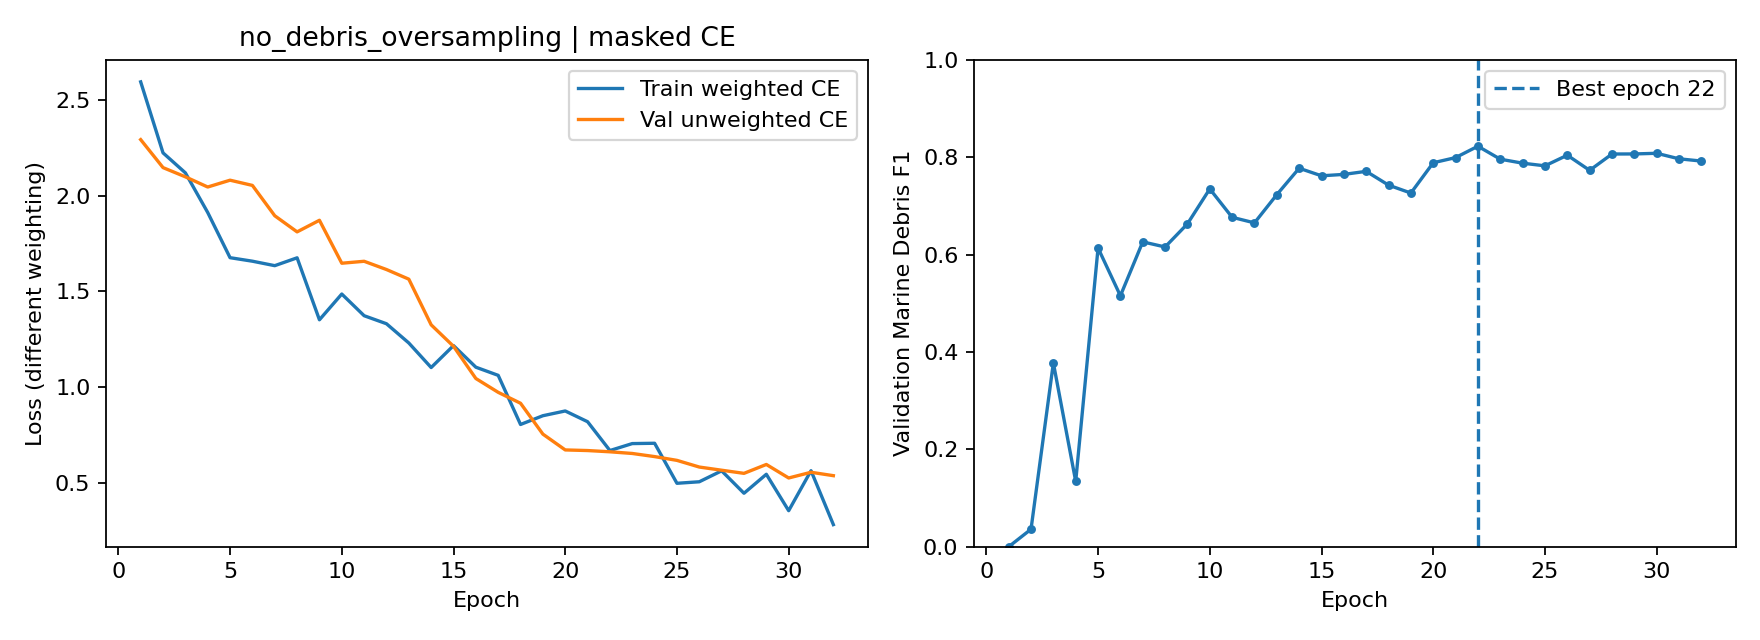 no_debris_oversampling | masked CE
Loss (different weighting)
2.5
2.0
1.5
1.0
0.5
Train weighted CE
Val unweighted CE
0 5 10 15 20 25 30
Epoch
Validation Marine Debris F1
1.0
0.8
0.6
0.4
0.2
0.0
Best epoch 22
0 5 10 15 20 25 30
Epoch